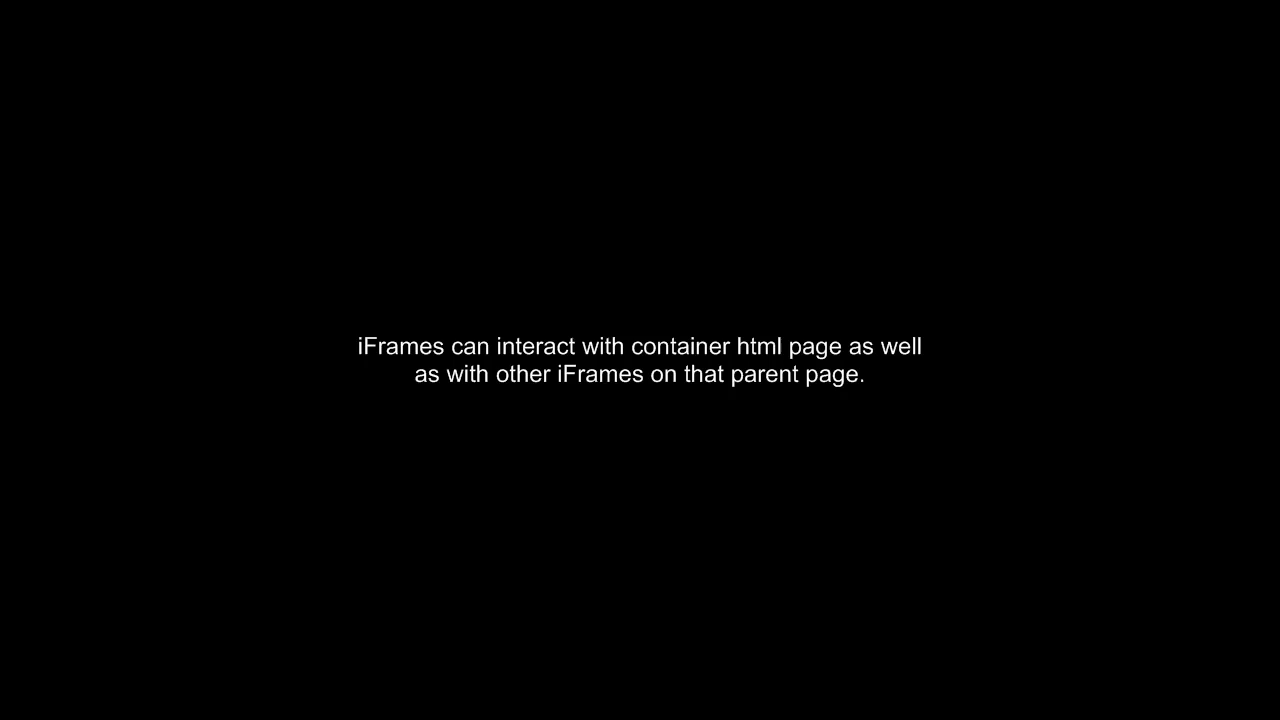 iFrames can interact with container html page as well
as with other iFrames on that parent page.